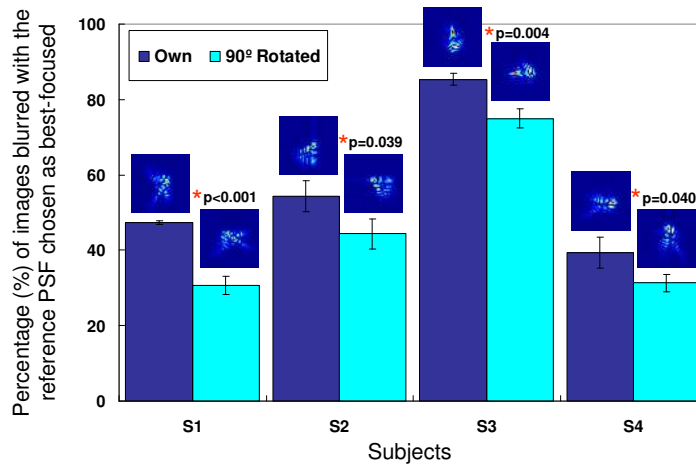 Percentage (%) of images blurred with the
reference PSF chosen as best-focused
100
80
60
40
20
0
Own 90º Rotated
*p<0.001
*p=0.039
*p=0.004
*p=0.040
S1 S2 S3 S4
Subjects